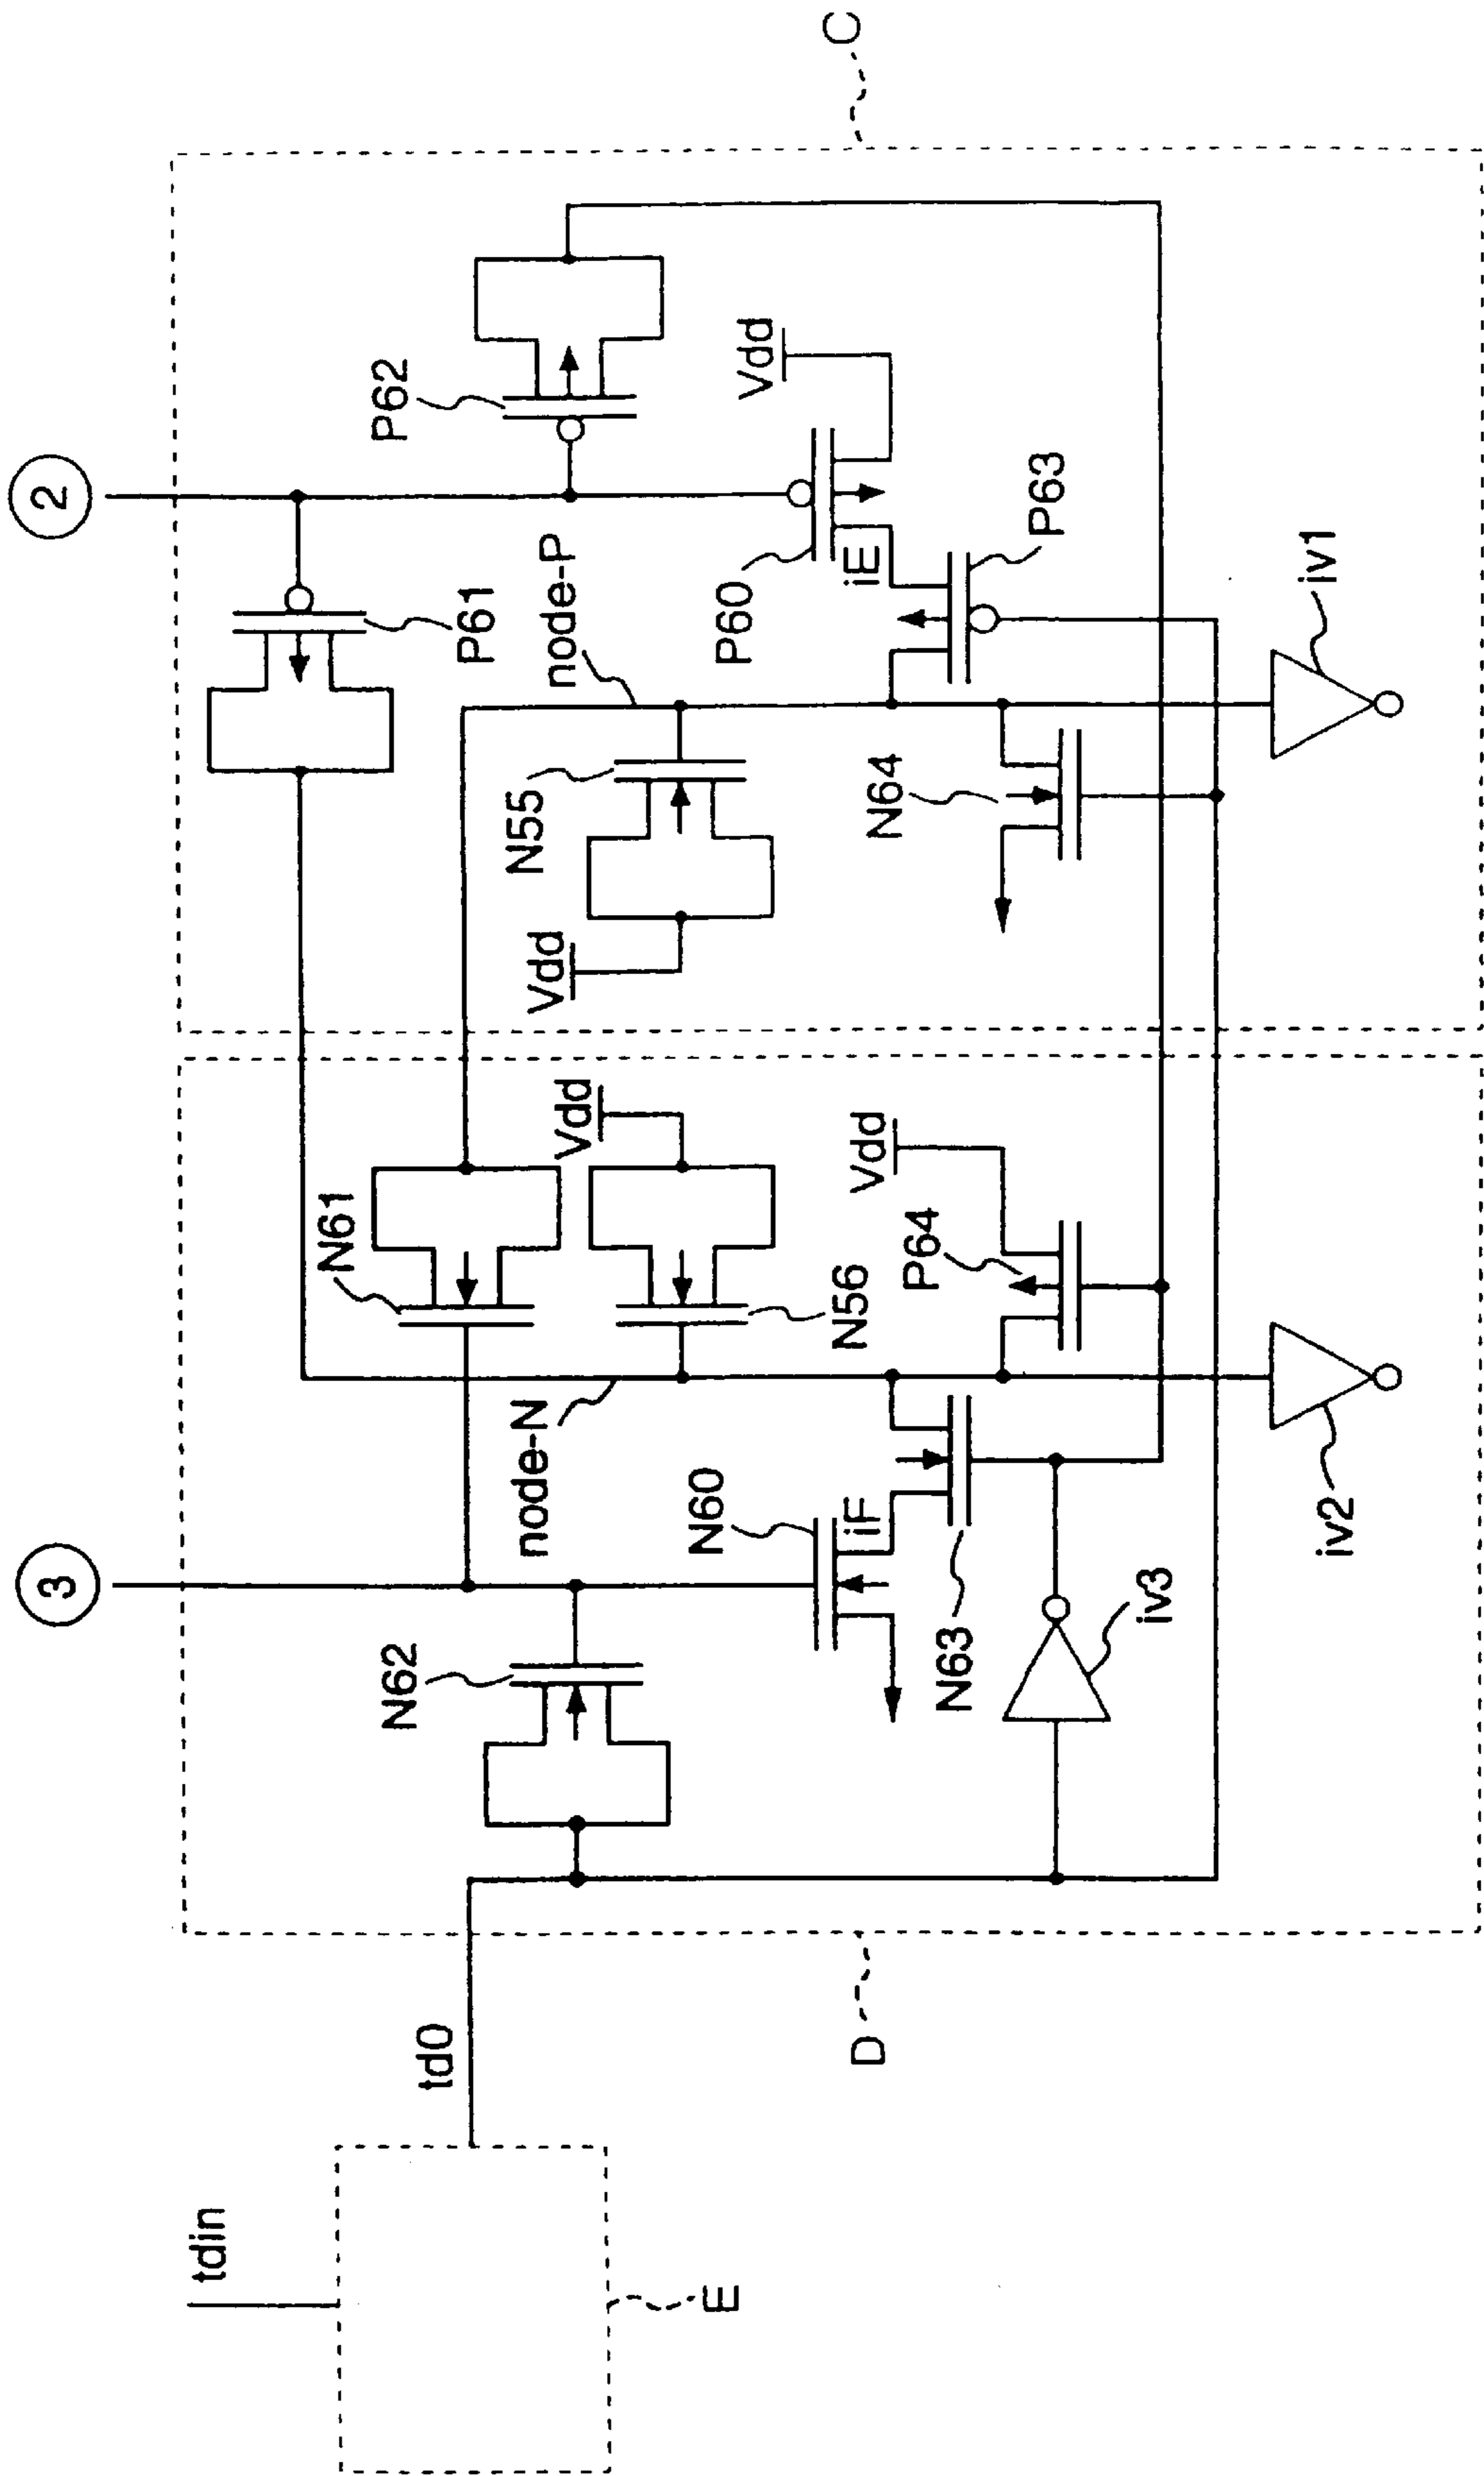 2
3
C
P62
Vdd
P61
P60
iE
P63
node-P
N55
Vdd
N64
iv1
N61
Vdd
N56
Vdd
P64
node-N
N60
iF
N63
iv2
N62
iv3
td0
D
tdin
E